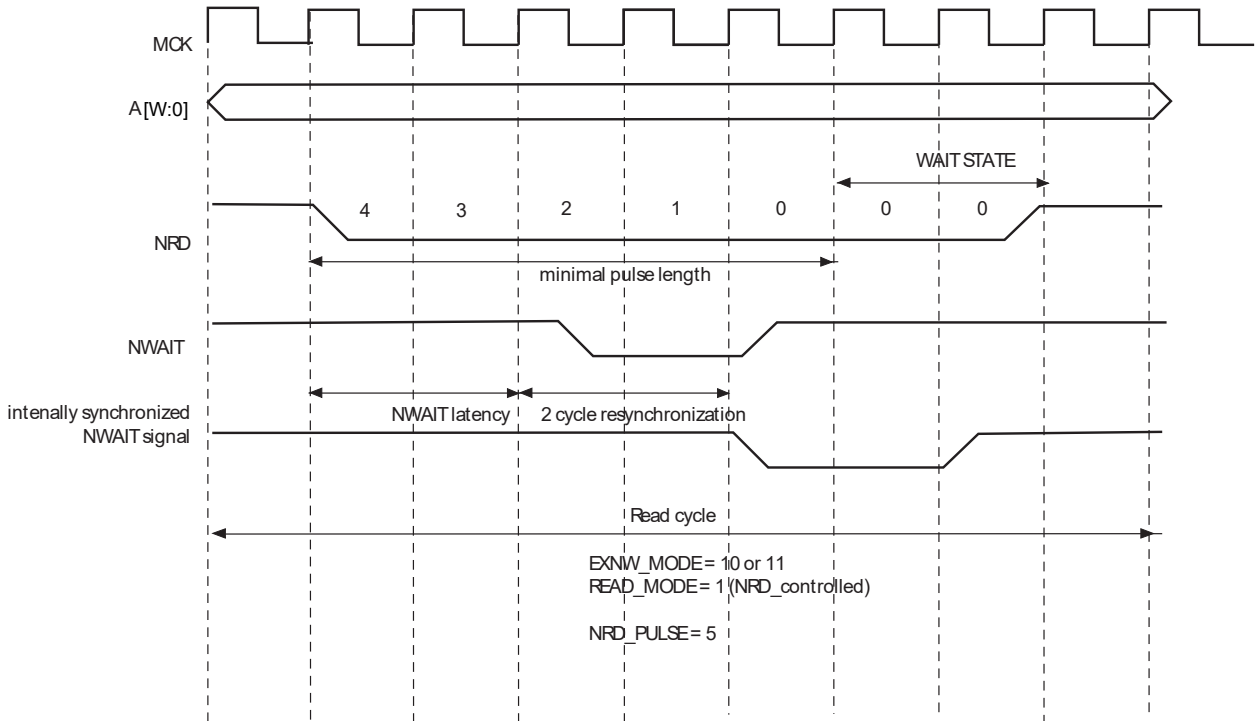 MCK
A[W:0]
WAIT STATE
4 3 2 1 0 0 0
NRD
minimal pulse length
NWAIT
intenally synchronized
NWAIT signal
NWAIT latency 2 cycle resynchronization
Read cycle
EXNW_MODE = 10 or 11
READ_MODE = 1 (NRD_controlled)
NRD_PULSE = 5